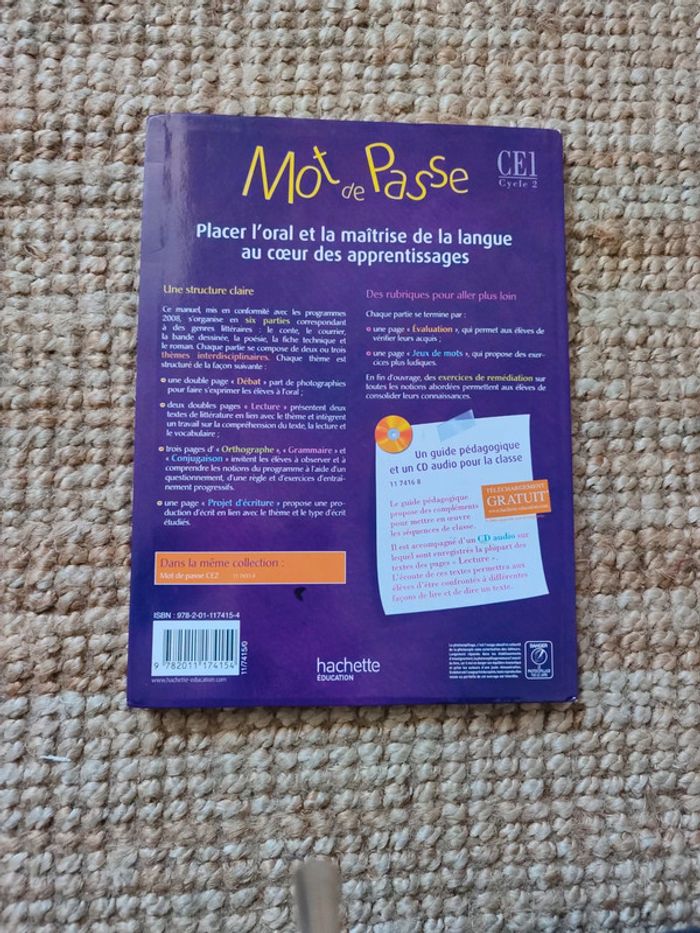 Mot de Passe
CE1
Cycle 2
Placer l'oral et la maîtrise de la langue
au cœur des apprentissages
Une structure claire
Ce manuel, mis en conformité avec les programmes
2008, s'organise en six parties correspondant
à des genres littéraires : le conte, le courrier,
la bande dessinée, la poésie, la fiche technique et
le roman. Chaque partie se compose de deux ou trois
thèmes interdisciplinaires. Chaque thème est
structuré de la façon suivante :
une double page « Débat » part de photographies
pour faire s'exprimer les élèves à l'oral ;
deux doubles pages « Lecture » présentent deux
textes de littérature en lien avec le thème et intègrent
un travail sur la compréhension du texte, la lecture et
le vocabulaire ;
trois pages d' « Orthographe », « Grammaire » et
« Conjugaison » invitent les élèves à observer et à
comprendre les notions du programme à l'aide d'un
questionnement, d'une règle et d'exercices d'entraî-
nement progressifs.
une page « Projet d'écriture » propose une pro-
duction d'écrit en lien avec le thème et le type d'écrit
étudiés.
Dans la même collection :
Mot de passe CE2
ISBN : 978-2-01-117415-4
9 782011 174154
11/7415/0
www.hachette-education.com
Des rubriques pour aller plus loin
Chaque partie se termine par :
une page « Évaluation », qui permet aux élèves de
vérifier leurs acquis ;
une page « Jeux de mots », qui propose des exer-
cices plus ludiques.
En fin d'ouvrage, des exercices de remédiation sur
toutes les notions abordées permettent aux élèves de
consolider leurs connaissances.
Un guide pédagogique
et un CD audio pour la classe
11 7416 8
TÉLÉCHARGEMENT
GRATUIT
www.hachette-education.com
Le guide pédagogique
propose des compléments
pour mettre en œuvre
les séquences de classe.
Il est accompagné d'un CD audio sur
lequel sont enregistrés la plupart des
textes des pages « Lecture ».
L'écoute de ces textes permettra aux
élèves d'être confrontés à différentes
façons de lire et de dire un texte.
hachette
ÉDUCATION
DANGER